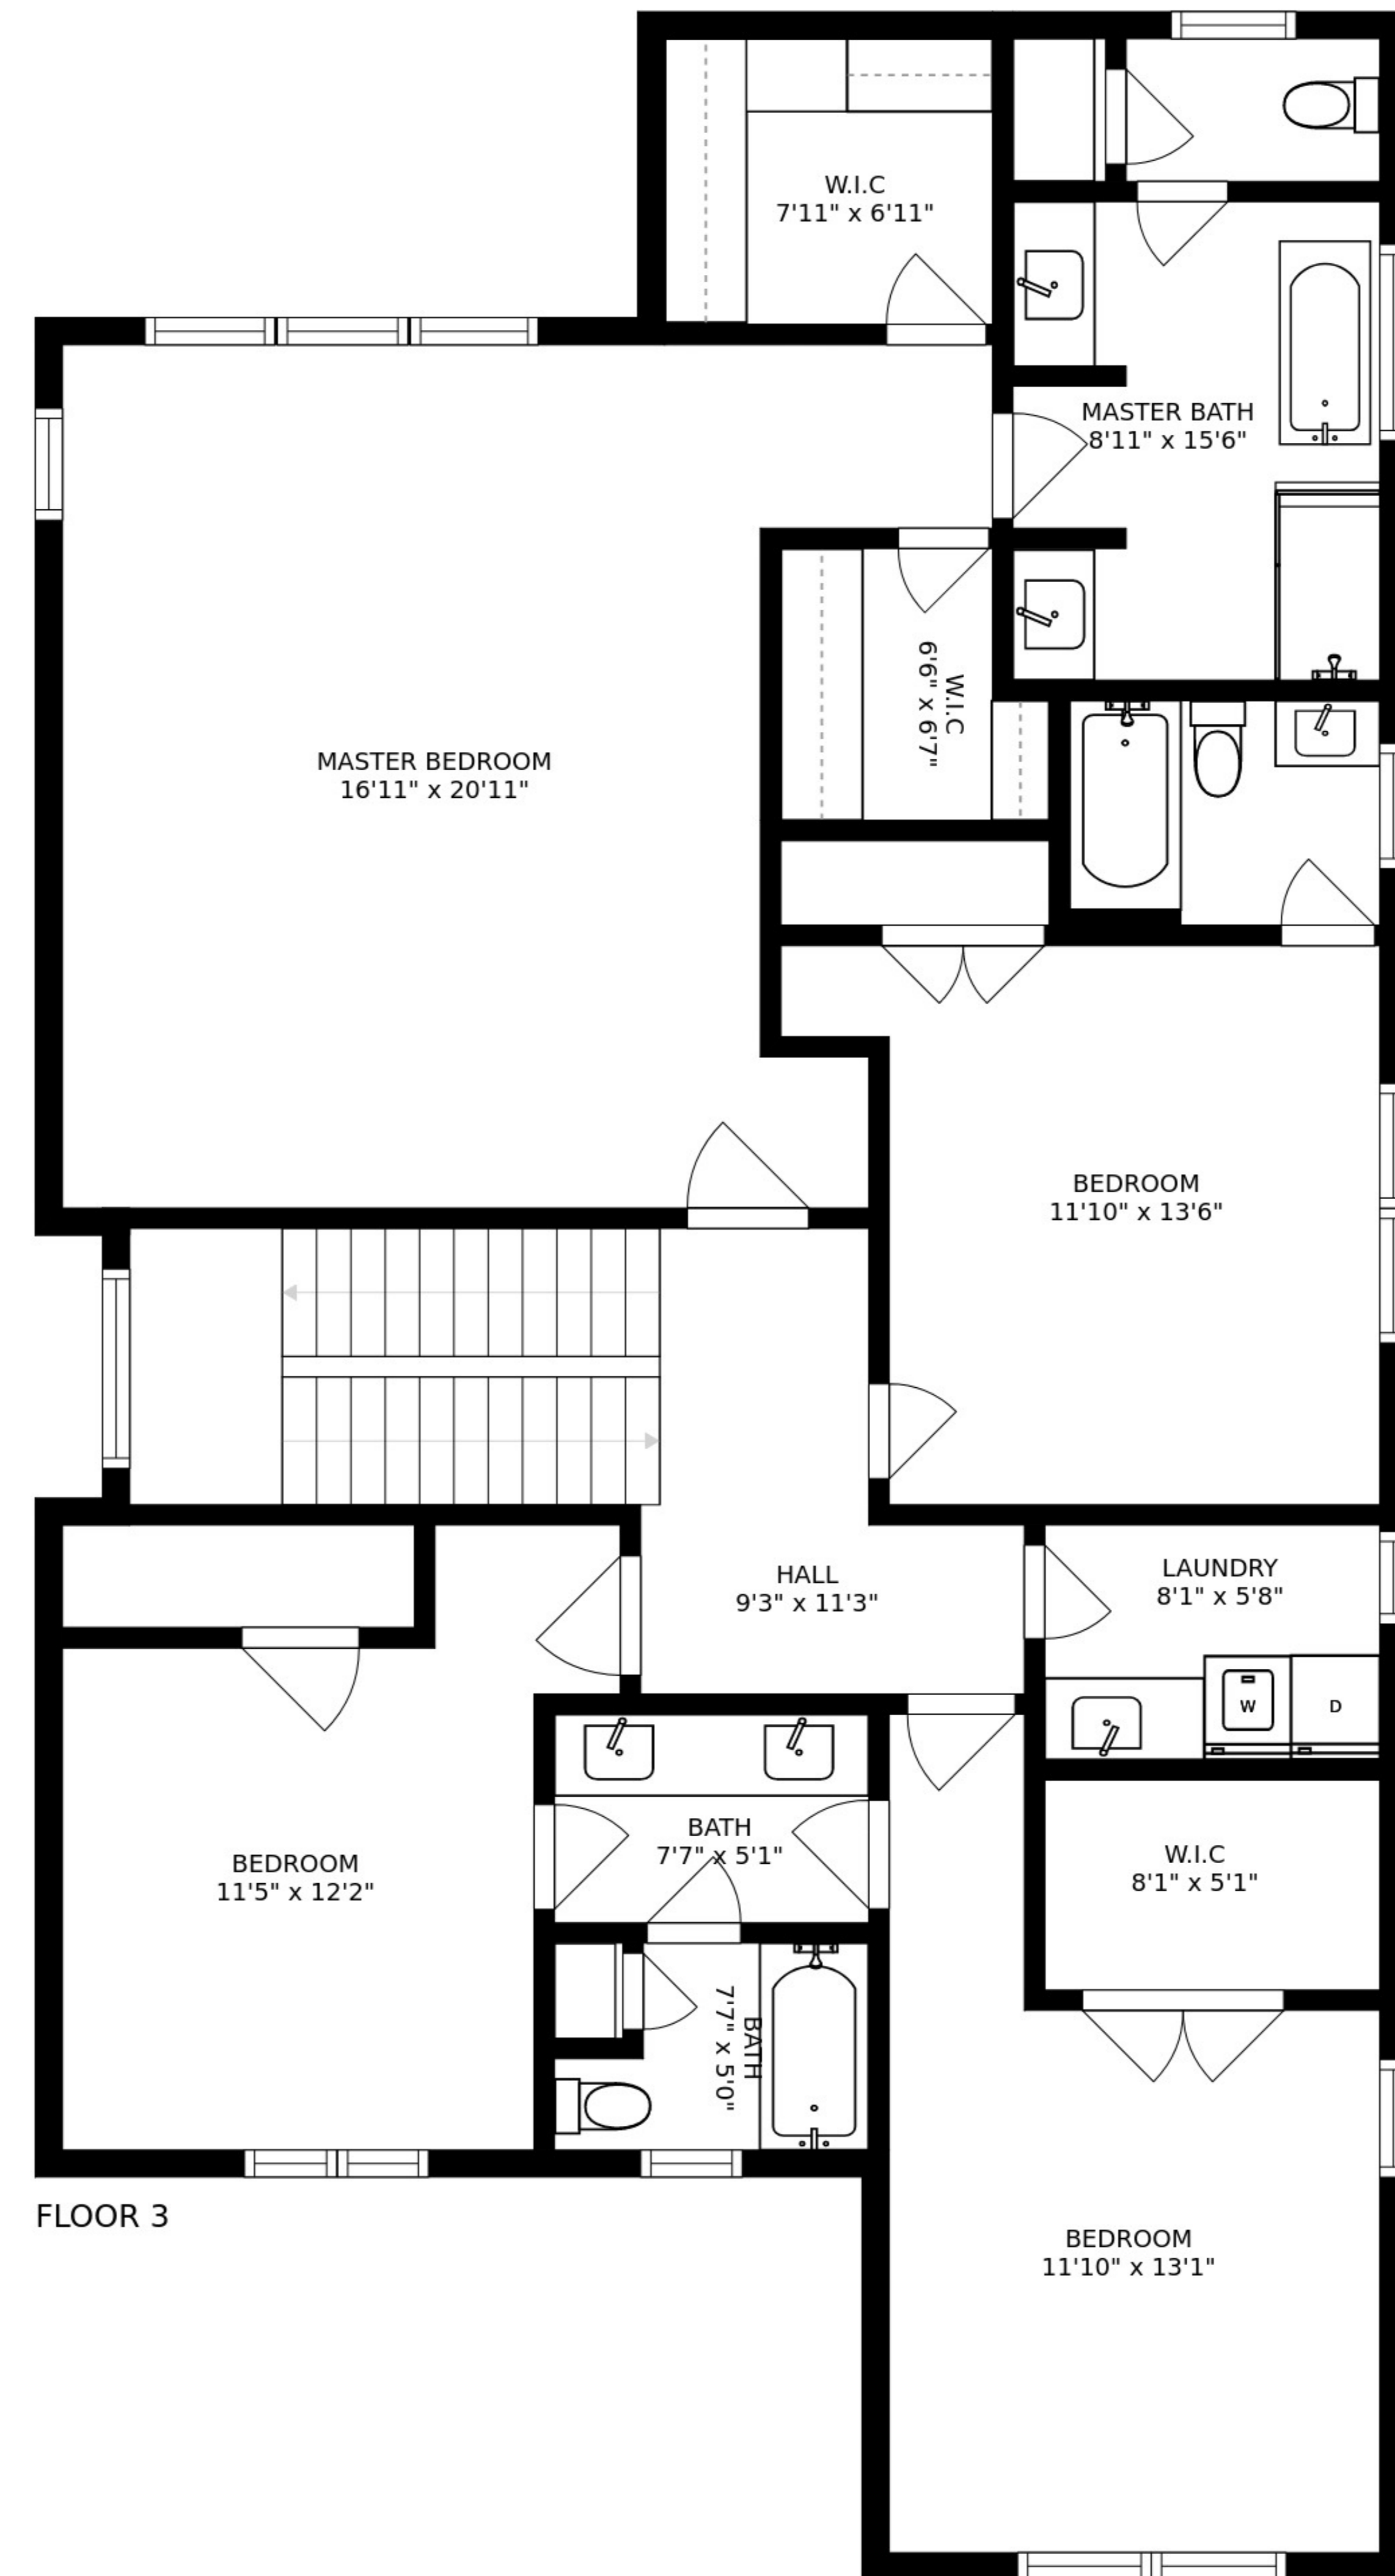 W.I.C
7'11" x 6'11"
MASTER BATH
8'11" x 15'6"
W.I.C
6'6" x 6'7"
MASTER BEDROOM
16'11" x 20'11"
BEDROOM
11'10" x 13'6"
HALL
9'3" x 11'3"
LAUNDRY
8'1" x 5'8"
W
D
BATH
7'7" x 5'1"
W.I.C
8'1" x 5'1"
BEDROOM
11'5" x 12'2"
BATH
7'7" x 5'0"
FLOOR 3
BEDROOM
11'10" x 13'1"